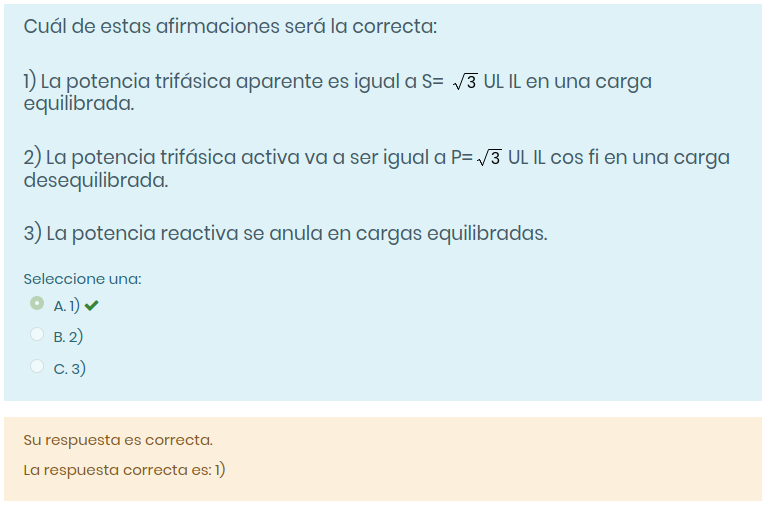 Cuál de estas afirmaciones será la correcta:
1) La potencia trifásica aparente es igual a S= √3 UL IL en una carga
equilibrada.
2) La potencia trifásica activa va a ser igual a P=√3 UL IL cos fi en una carga
desequilibrada.
3) La potencia reactiva se anula en cargas equilibradas.
Seleccione una:
A. 1)
B. 2)
C. 3)
Su respuesta es correcta.
La respuesta correcta es: 1)